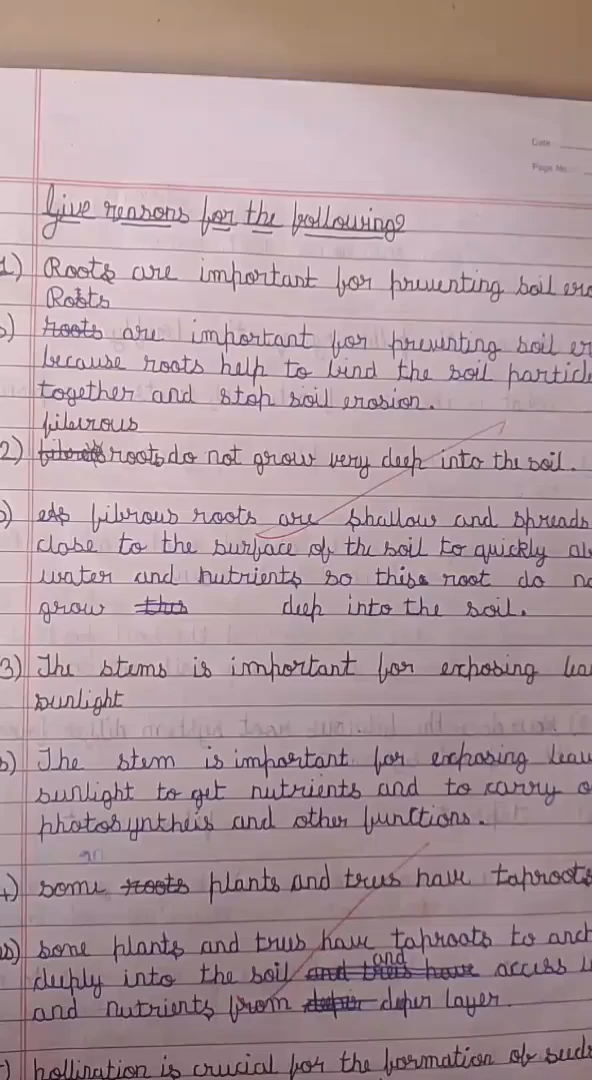 Date
Page No.
Give reasons for the following?
1) Roots are important for preventing soil ero
Roots
s) roots are important for preventing soil er
because roots help to bind the soil particle
together and stop soil erosion.
fibrous
2) roots do not grow very deep into the soil.
s) fibrous roots are shallow and spreads
close to the surface of the soil to quickly ab
water and nutrients so this root do no
grow thus deep into the soil.
3) The stems is important for exposing lea
sunlight
s) The stem is important for exposing leav
sunlight to get nutrients and to carry o
photosyntheis and other functions.
4) some roots plants and trees have taproots
s) some plants and trees have taproots to anch
and
deeply into the soil and trees have access
and nutrients from deeper layer.
Pollination is crucial for the formation of seeds